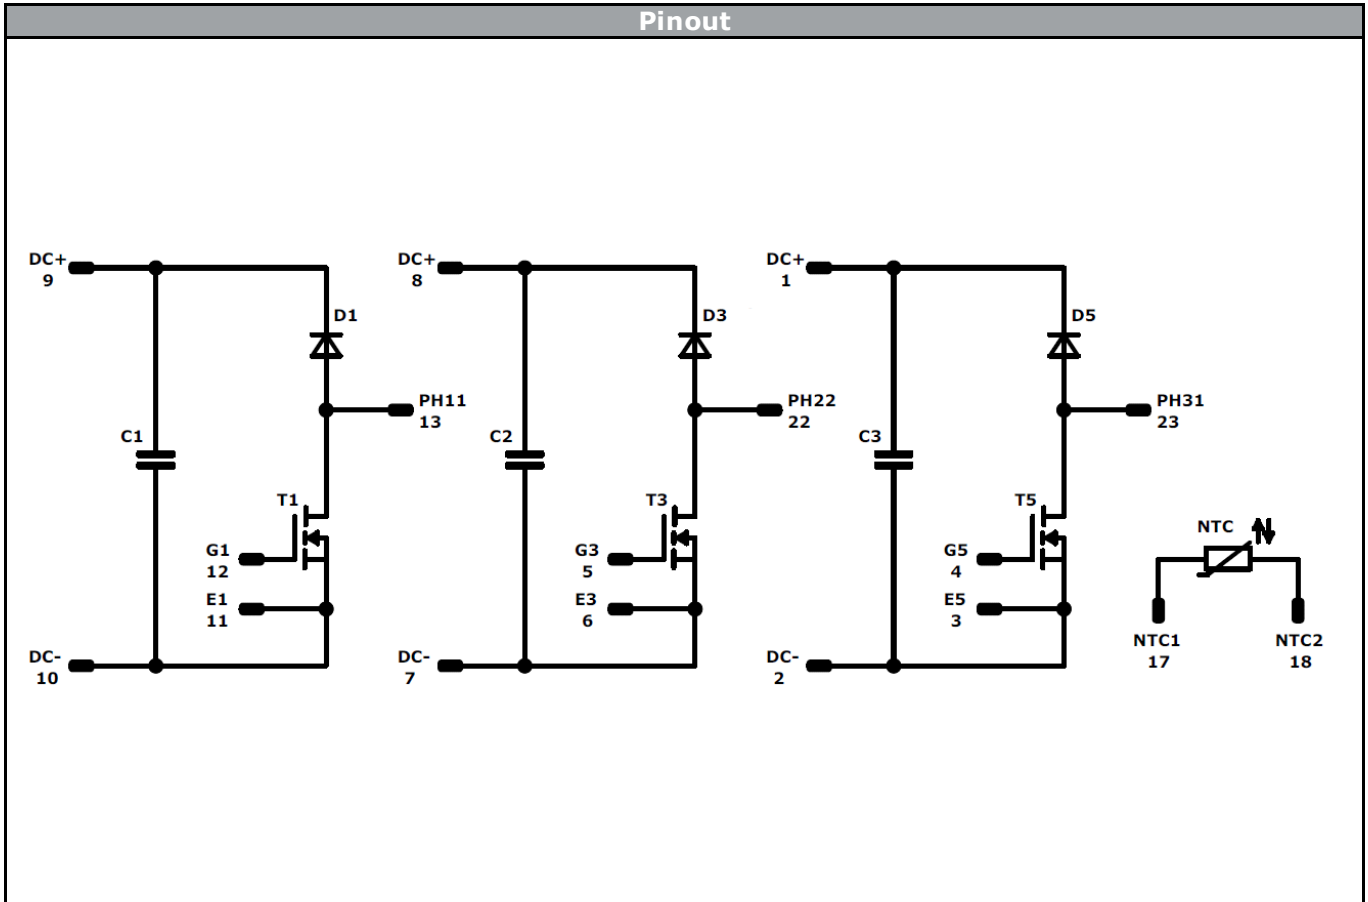 Pinout
DC+
9
D1
PH11
13
C1
T1
G1
12
E1
11
DC-
10
DC+
8
D3
PH22
22
C2
T3
G3
5
E3
6
DC-
7
DC+
1
D5
PH31
23
C3
T5
G5
4
E5
3
DC-
2
NTC
NTC1
17
NTC2
18